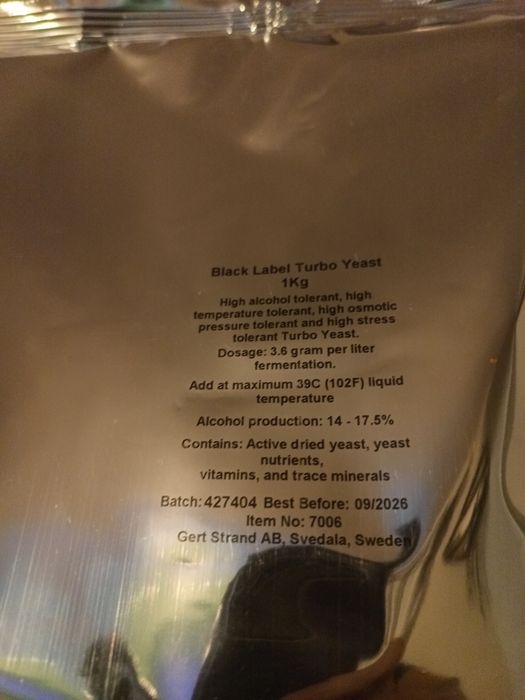 Black Label Turbo Yeast
1Kg
High alcohol tolerant, high
temperature tolerant, high osmotic
pressure tolerant and high stress
tolerant Turbo Yeast.
Dosage: 3.6 gram per liter
fermentation.
Add at maximum 39C (102F) liquid
temperature
Alcohol production: 14 - 17.5%
Contains: Active dried yeast, yeast
nutrients,
vitamins, and trace minerals
Batch: 427404 Best Before: 09/2026
Item No: 7006
Gert Strand AB, Svedala, Sweden